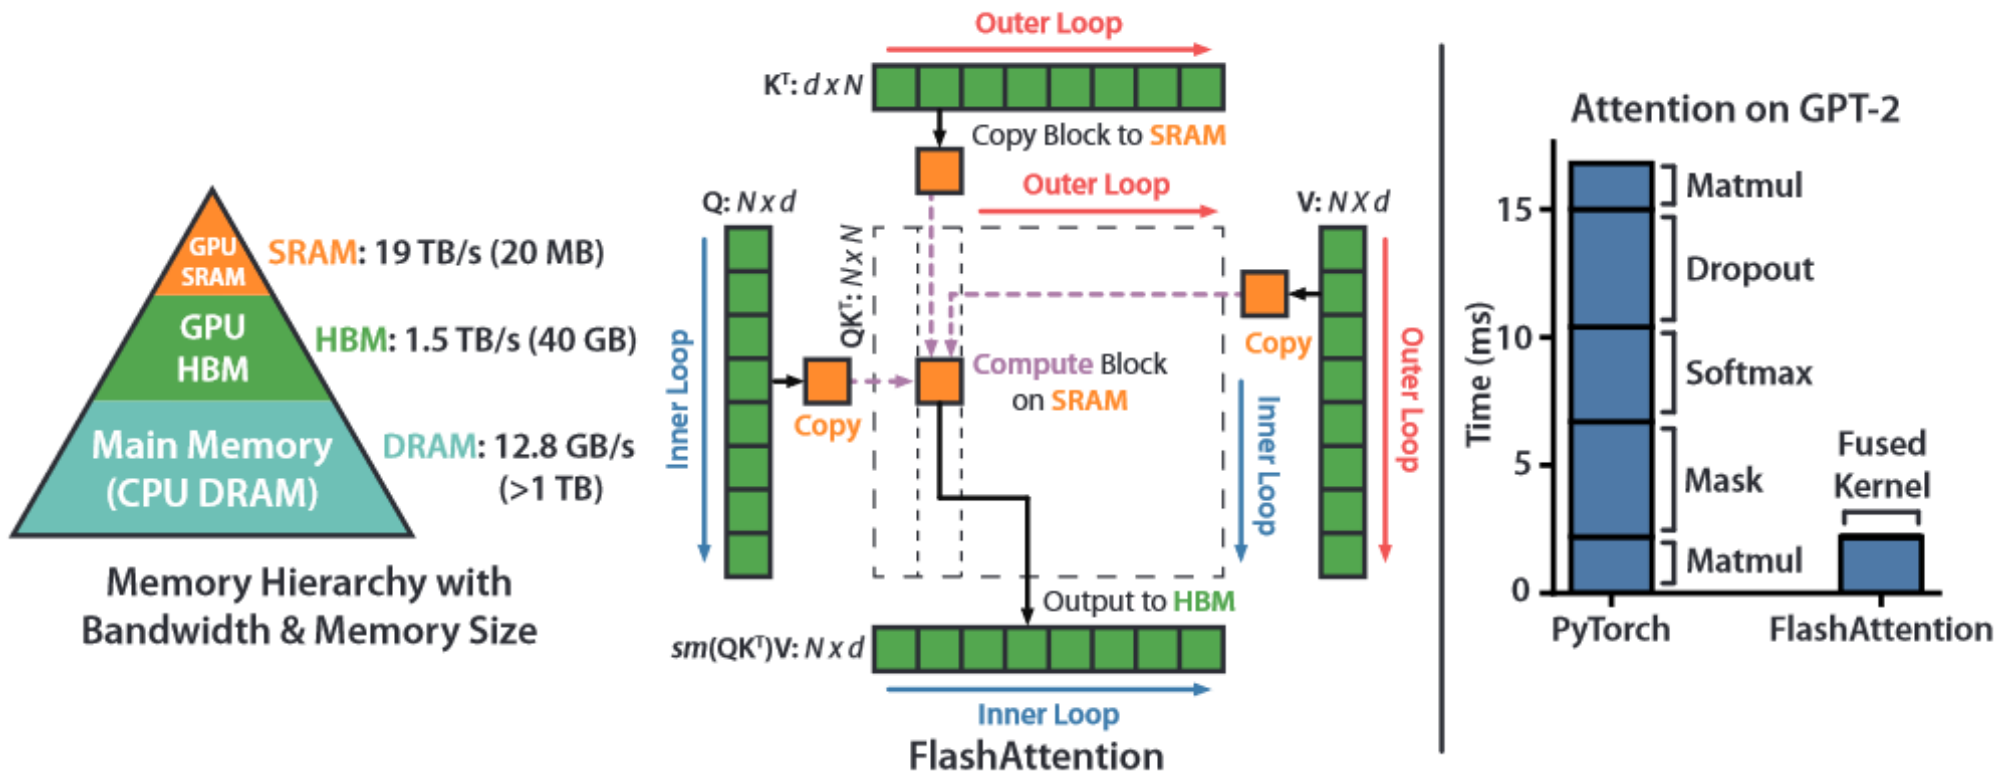 GPU
SRAM
SRAM: 19 TB/s (20 MB)
GPU
HBM
HBM: 1.5 TB/s (40 GB)
Main Memory
(CPU DRAM)
DRAM: 12.8 GB/s
(>1 TB)
Memory Hierarchy with
Bandwidth & Memory Size
Outer Loop
Kᵀ: d x N
Copy Block to SRAM
Outer Loop
Q: N x d
V: N X d
QKᵀ: N x N
Inner Loop
Copy
Compute Block
on SRAM
Copy
Inner Loop
Outer Loop
Output to HBM
sm(QKᵀ)V: N x d
Inner Loop
FlashAttention
Attention on GPT-2
Time (ms)
15
10
5
0
Matmul
Dropout
Softmax
Mask
Matmul
Fused
Kernel
PyTorch
FlashAttention